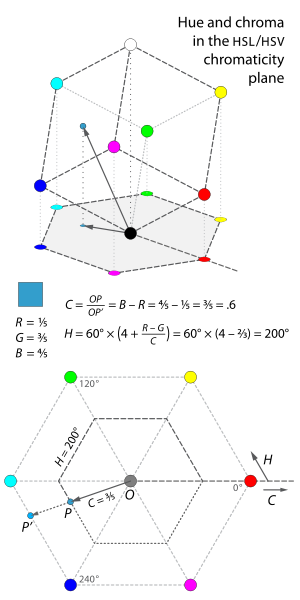 Hue and chroma
in the HSL/HSV
chromaticity
plane
R = ⅕
G = ⅗
B = ⅘
C = OP/OP′ = B − R = ⅘ − ⅕ = ⅗ = .6
H = 60° × (4 + (R − G)/C) = 60° × (4 − ⅔) = 200°
120°
H = 200°
H
0°
C
O
C = ⅗
P
P′
240°